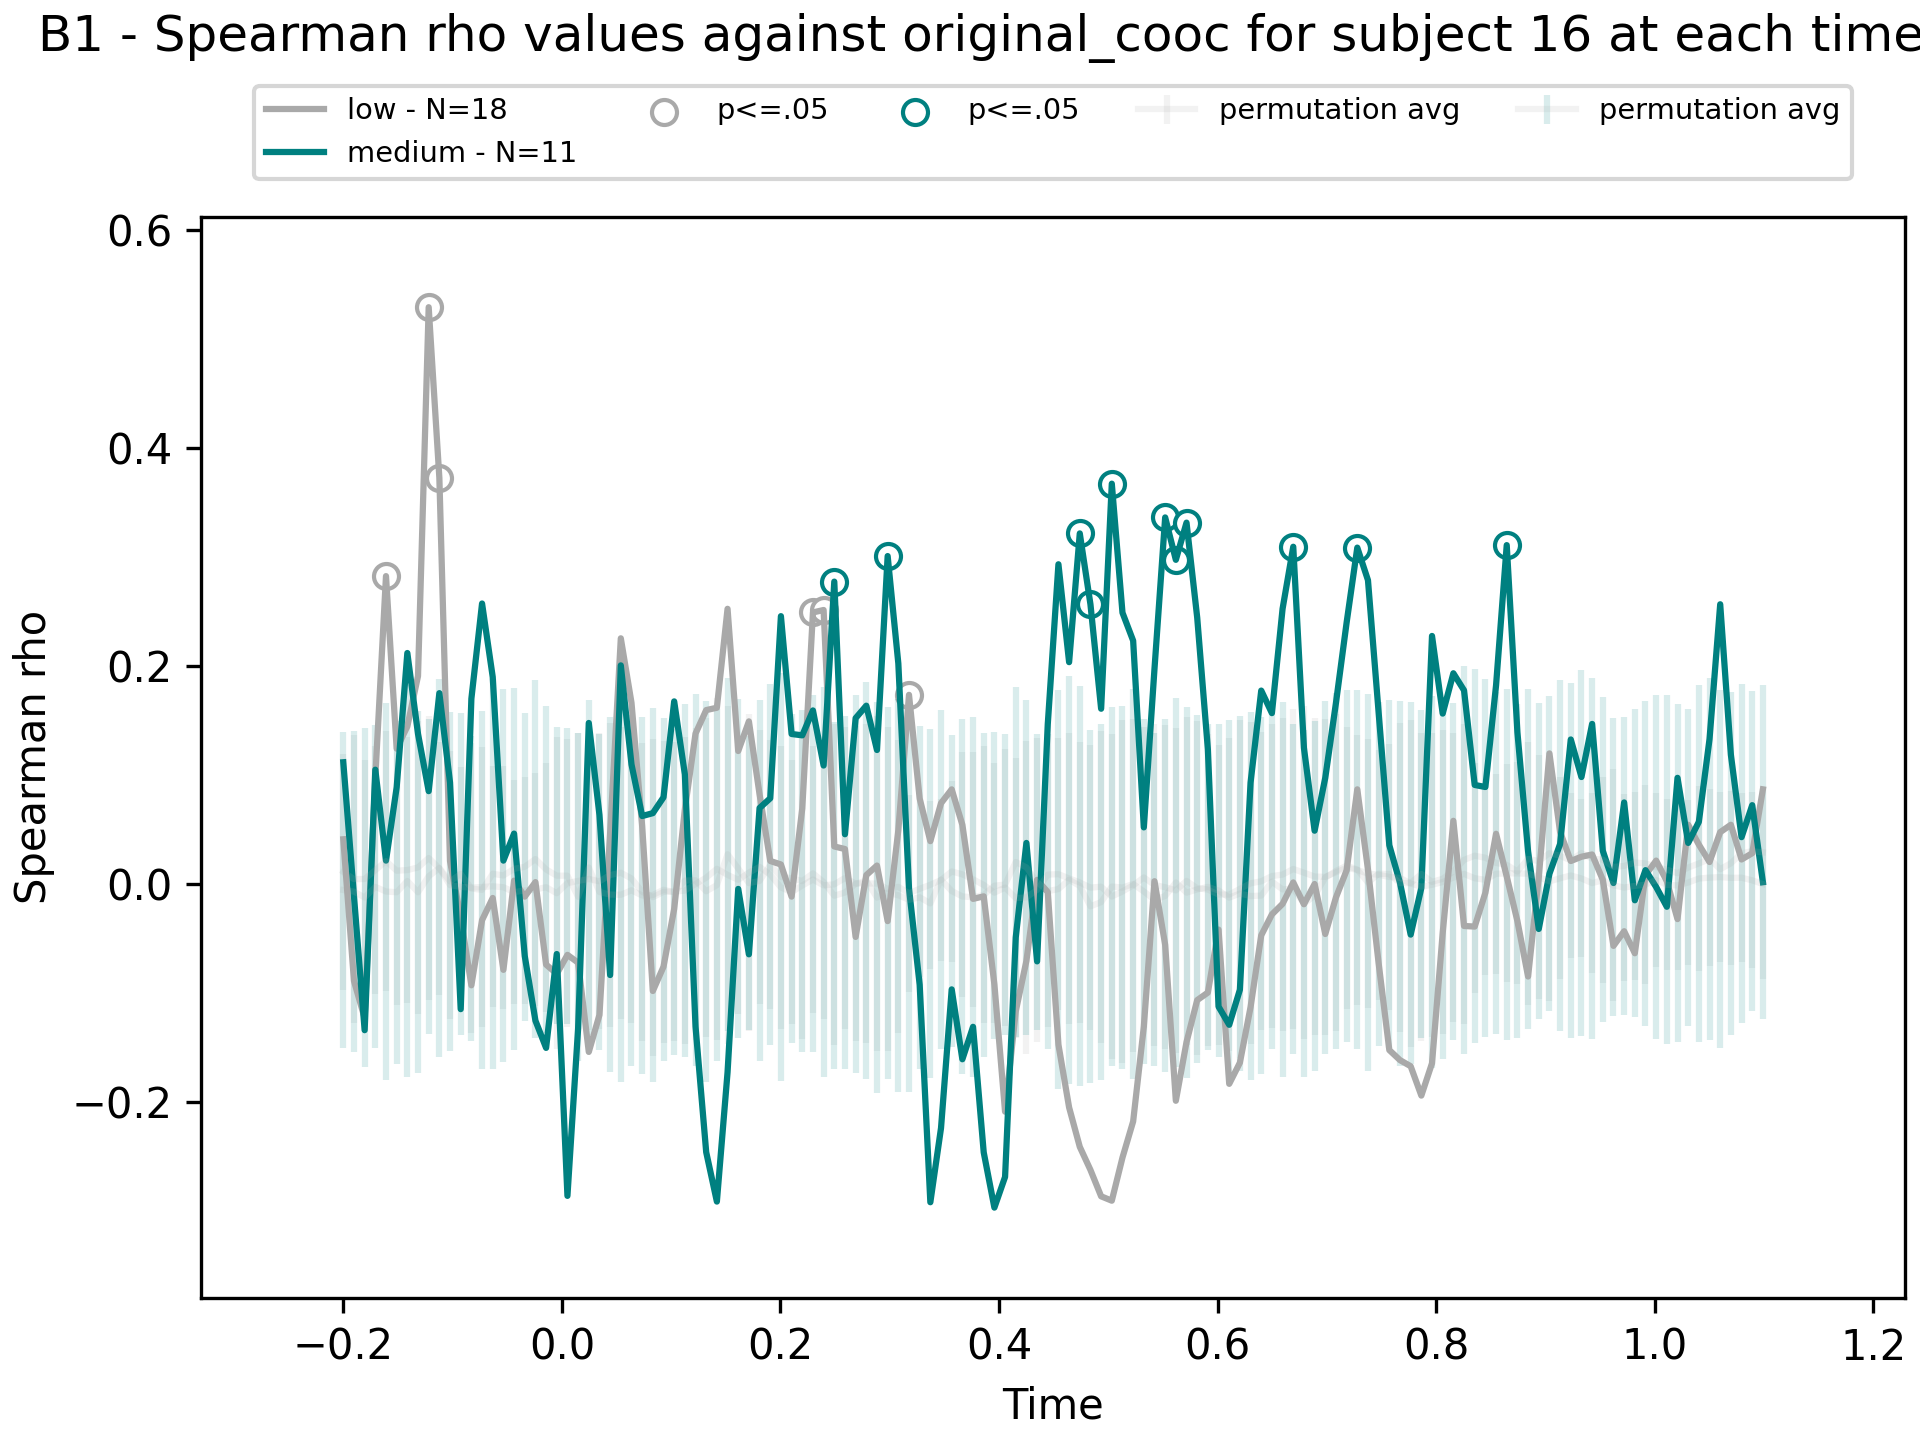 B1 - Spearman rho values against original_cooc for subject 16 at each time
low - N=18
medium - N=11
p<=.05
p<=.05
permutation avg
permutation avg
Spearman rho
0.6
0.4
0.2
0.0
−0.2
−0.2 0.0 0.2 0.4 0.6 0.8 1.0 1.2
Time